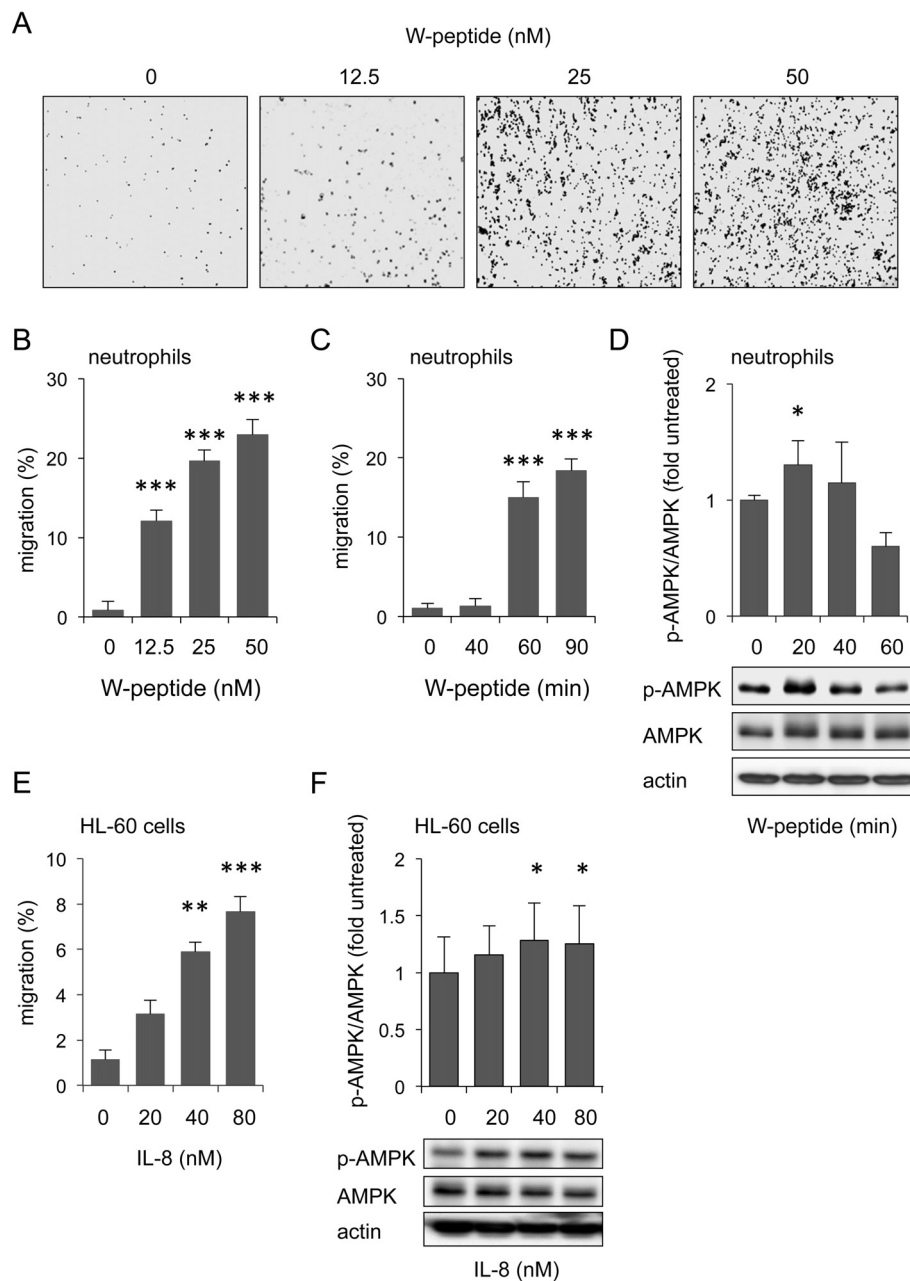 A
W-peptide (nM)
0 12.5 25 50
B
neutrophils
30
20
10
0
migration (%)
***
***
***
0 12.5 25 50
W-peptide (nM)
C
neutrophils
30
20
10
0
migration (%)
***
***
0 40 60 90
W-peptide (min)
D
neutrophils
2
1
0
p-AMPK/AMPK (fold untreated)
*
0 20 40 60
p-AMPK
AMPK
actin
W-peptide (min)
E
HL-60 cells
10
8
6
4
2
0
migration (%)
**
***
0 20 40 80
IL-8 (nM)
F
HL-60 cells
2
1.5
1
0.5
0
p-AMPK/AMPK (fold untreated)
* *
0 20 40 80
p-AMPK
AMPK
actin
IL-8 (nM)